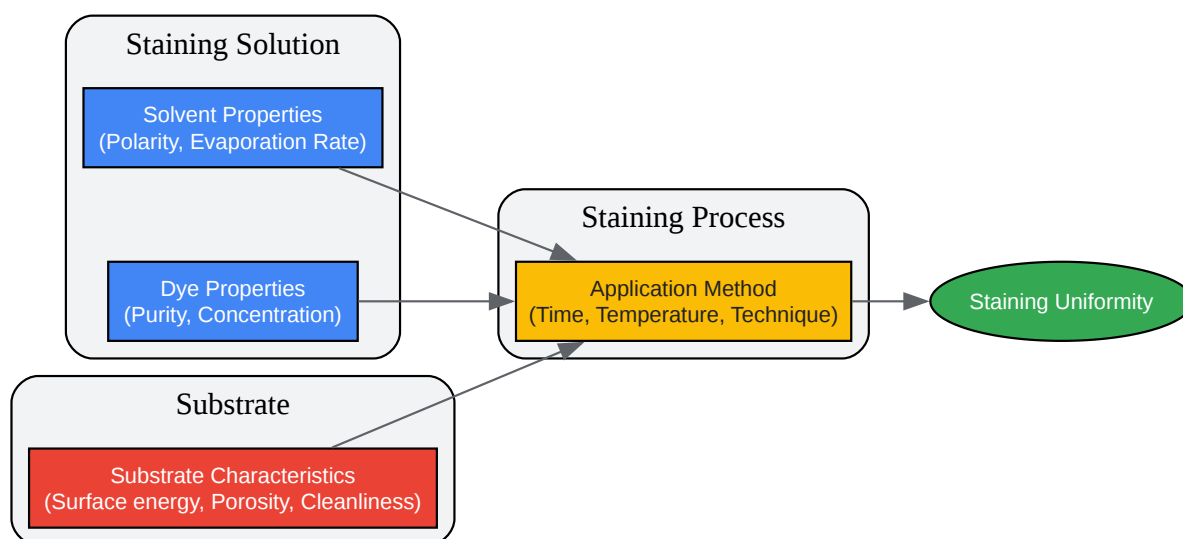 Staining Solution
Solvent Properties
(Polarity, Evaporation Rate)
Dye Properties
(Purity, Concentration)
Substrate
Substrate Characteristics
(Surface energy, Porosity, Cleanliness)
Staining Process
Application Method
(Time, Temperature, Technique)
Staining Uniformity